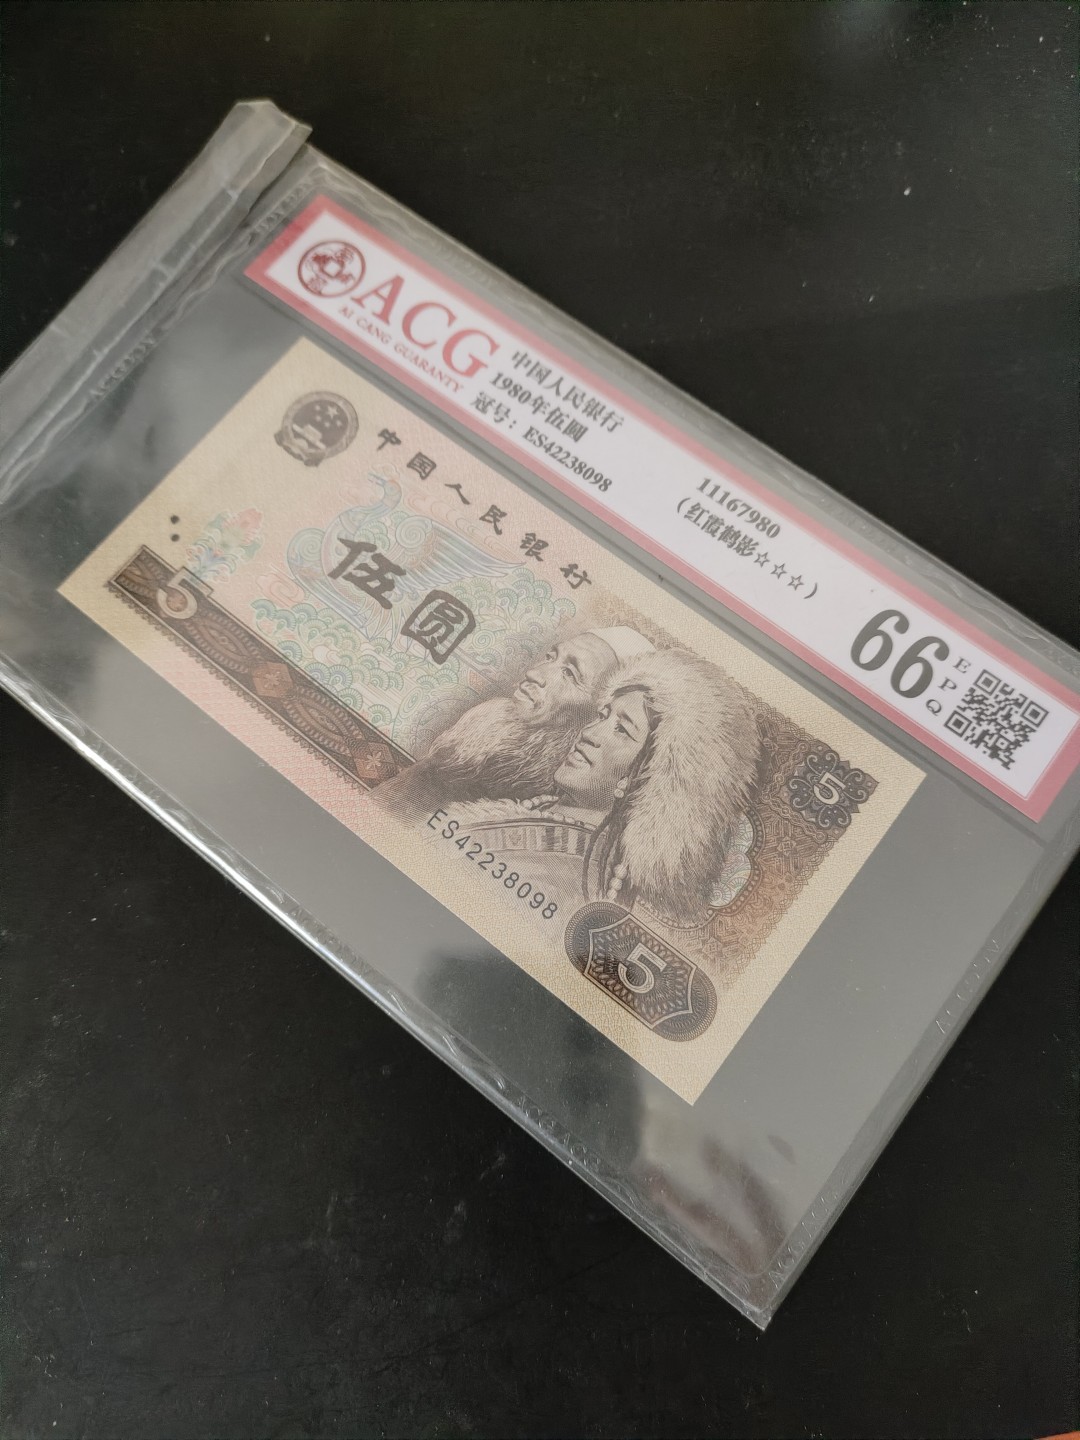 ACG
AI CANG GUARANTY
中国人民银行
1980年伍圆
冠号：ES42238098
11167980
（红霞鹤影☆☆☆）
66
EPQ
中国人民银行
伍圆
5
5
ES42238098
5